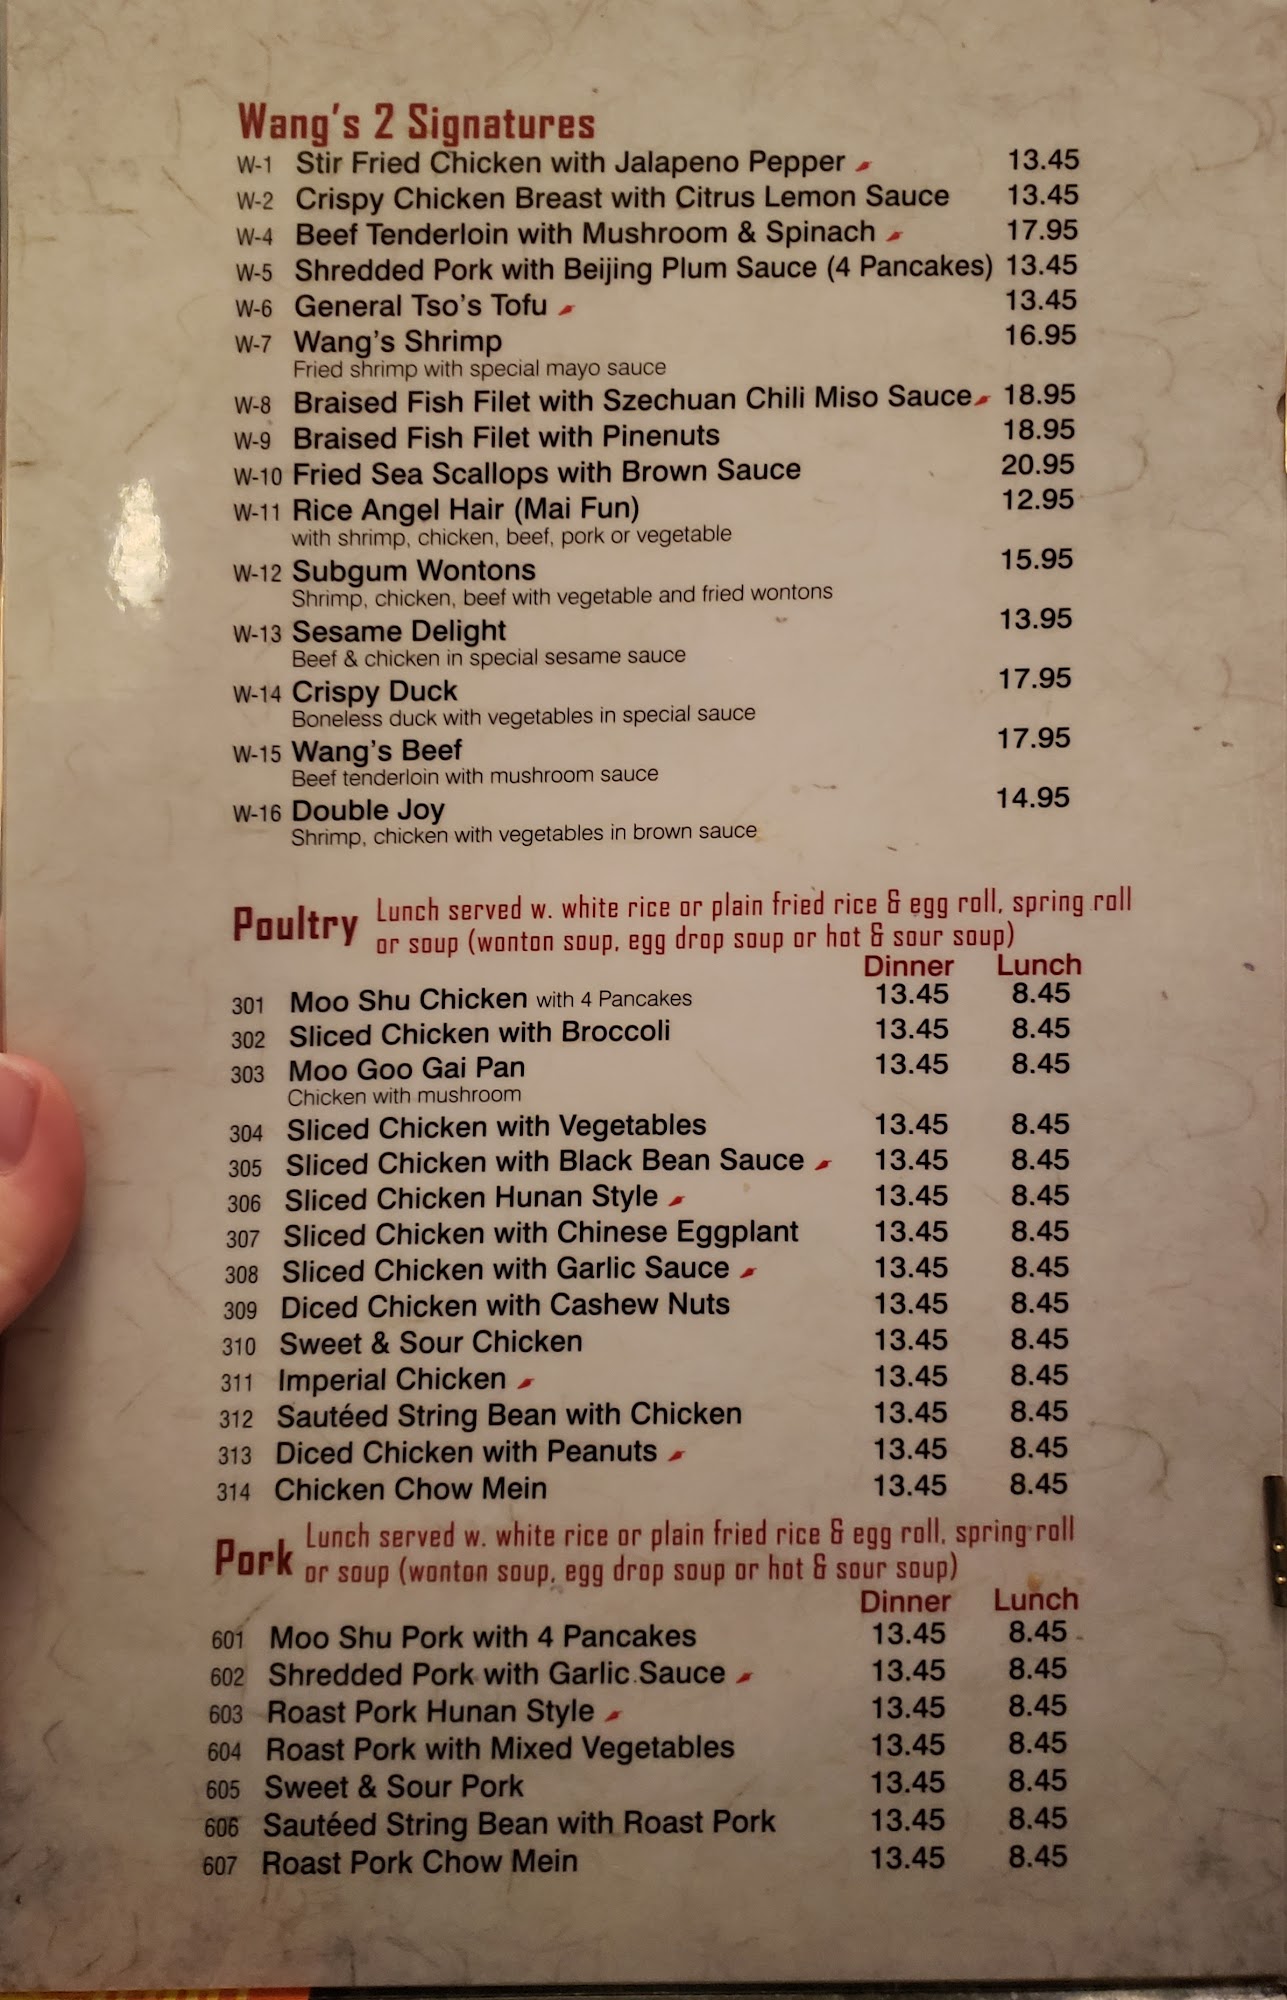 Wang's 2 Signatures
W-1 Stir Fried Chicken with Jalapeno Pepper 13.45
W-2 Crispy Chicken Breast with Citrus Lemon Sauce 13.45
W-4 Beef Tenderloin with Mushroom & Spinach 17.95
W-5 Shredded Pork with Beijing Plum Sauce (4 Pancakes) 13.45
W-6 General Tso's Tofu 13.45
W-7 Wang's Shrimp 16.95
Fried shrimp with special mayo sauce
W-8 Braised Fish Filet with Szechuan Chili Miso Sauce 18.95
W-9 Braised Fish Filet with Pinenuts 18.95
W-10 Fried Sea Scallops with Brown Sauce 20.95
W-11 Rice Angel Hair (Mai Fun) 12.95
with shrimp, chicken, beef, pork or vegetable
W-12 Subgum Wontons 15.95
Shrimp, chicken, beef with vegetable and fried wontons
W-13 Sesame Delight 13.95
Beef & chicken in special sesame sauce
W-14 Crispy Duck 17.95
Boneless duck with vegetables in special sauce
W-15 Wang's Beef 17.95
Beef tenderloin with mushroom sauce
W-16 Double Joy 14.95
Shrimp, chicken with vegetables in brown sauce
Poultry Lunch served w. white rice or plain fried rice & egg roll, spring roll
or soup (wonton soup, egg drop soup or hot & sour soup)
Dinner Lunch
301 Moo Shu Chicken with 4 Pancakes 13.45 8.45
302 Sliced Chicken with Broccoli 13.45 8.45
303 Moo Goo Gai Pan 13.45 8.45
Chicken with mushroom
304 Sliced Chicken with Vegetables 13.45 8.45
305 Sliced Chicken with Black Bean Sauce 13.45 8.45
306 Sliced Chicken Hunan Style 13.45 8.45
307 Sliced Chicken with Chinese Eggplant 13.45 8.45
308 Sliced Chicken with Garlic Sauce 13.45 8.45
309 Diced Chicken with Cashew Nuts 13.45 8.45
310 Sweet & Sour Chicken 13.45 8.45
311 Imperial Chicken 13.45 8.45
312 Sautéed String Bean with Chicken 13.45 8.45
313 Diced Chicken with Peanuts 13.45 8.45
314 Chicken Chow Mein 13.45 8.45
Pork Lunch served w. white rice or plain fried rice & egg roll, spring roll
or soup (wonton soup, egg drop soup or hot & sour soup)
Dinner Lunch
601 Moo Shu Pork with 4 Pancakes 13.45 8.45
602 Shredded Pork with Garlic Sauce 13.45 8.45
603 Roast Pork Hunan Style 13.45 8.45
604 Roast Pork with Mixed Vegetables 13.45 8.45
605 Sweet & Sour Pork 13.45 8.45
606 Sautéed String Bean with Roast Pork 13.45 8.45
607 Roast Pork Chow Mein 13.45 8.45